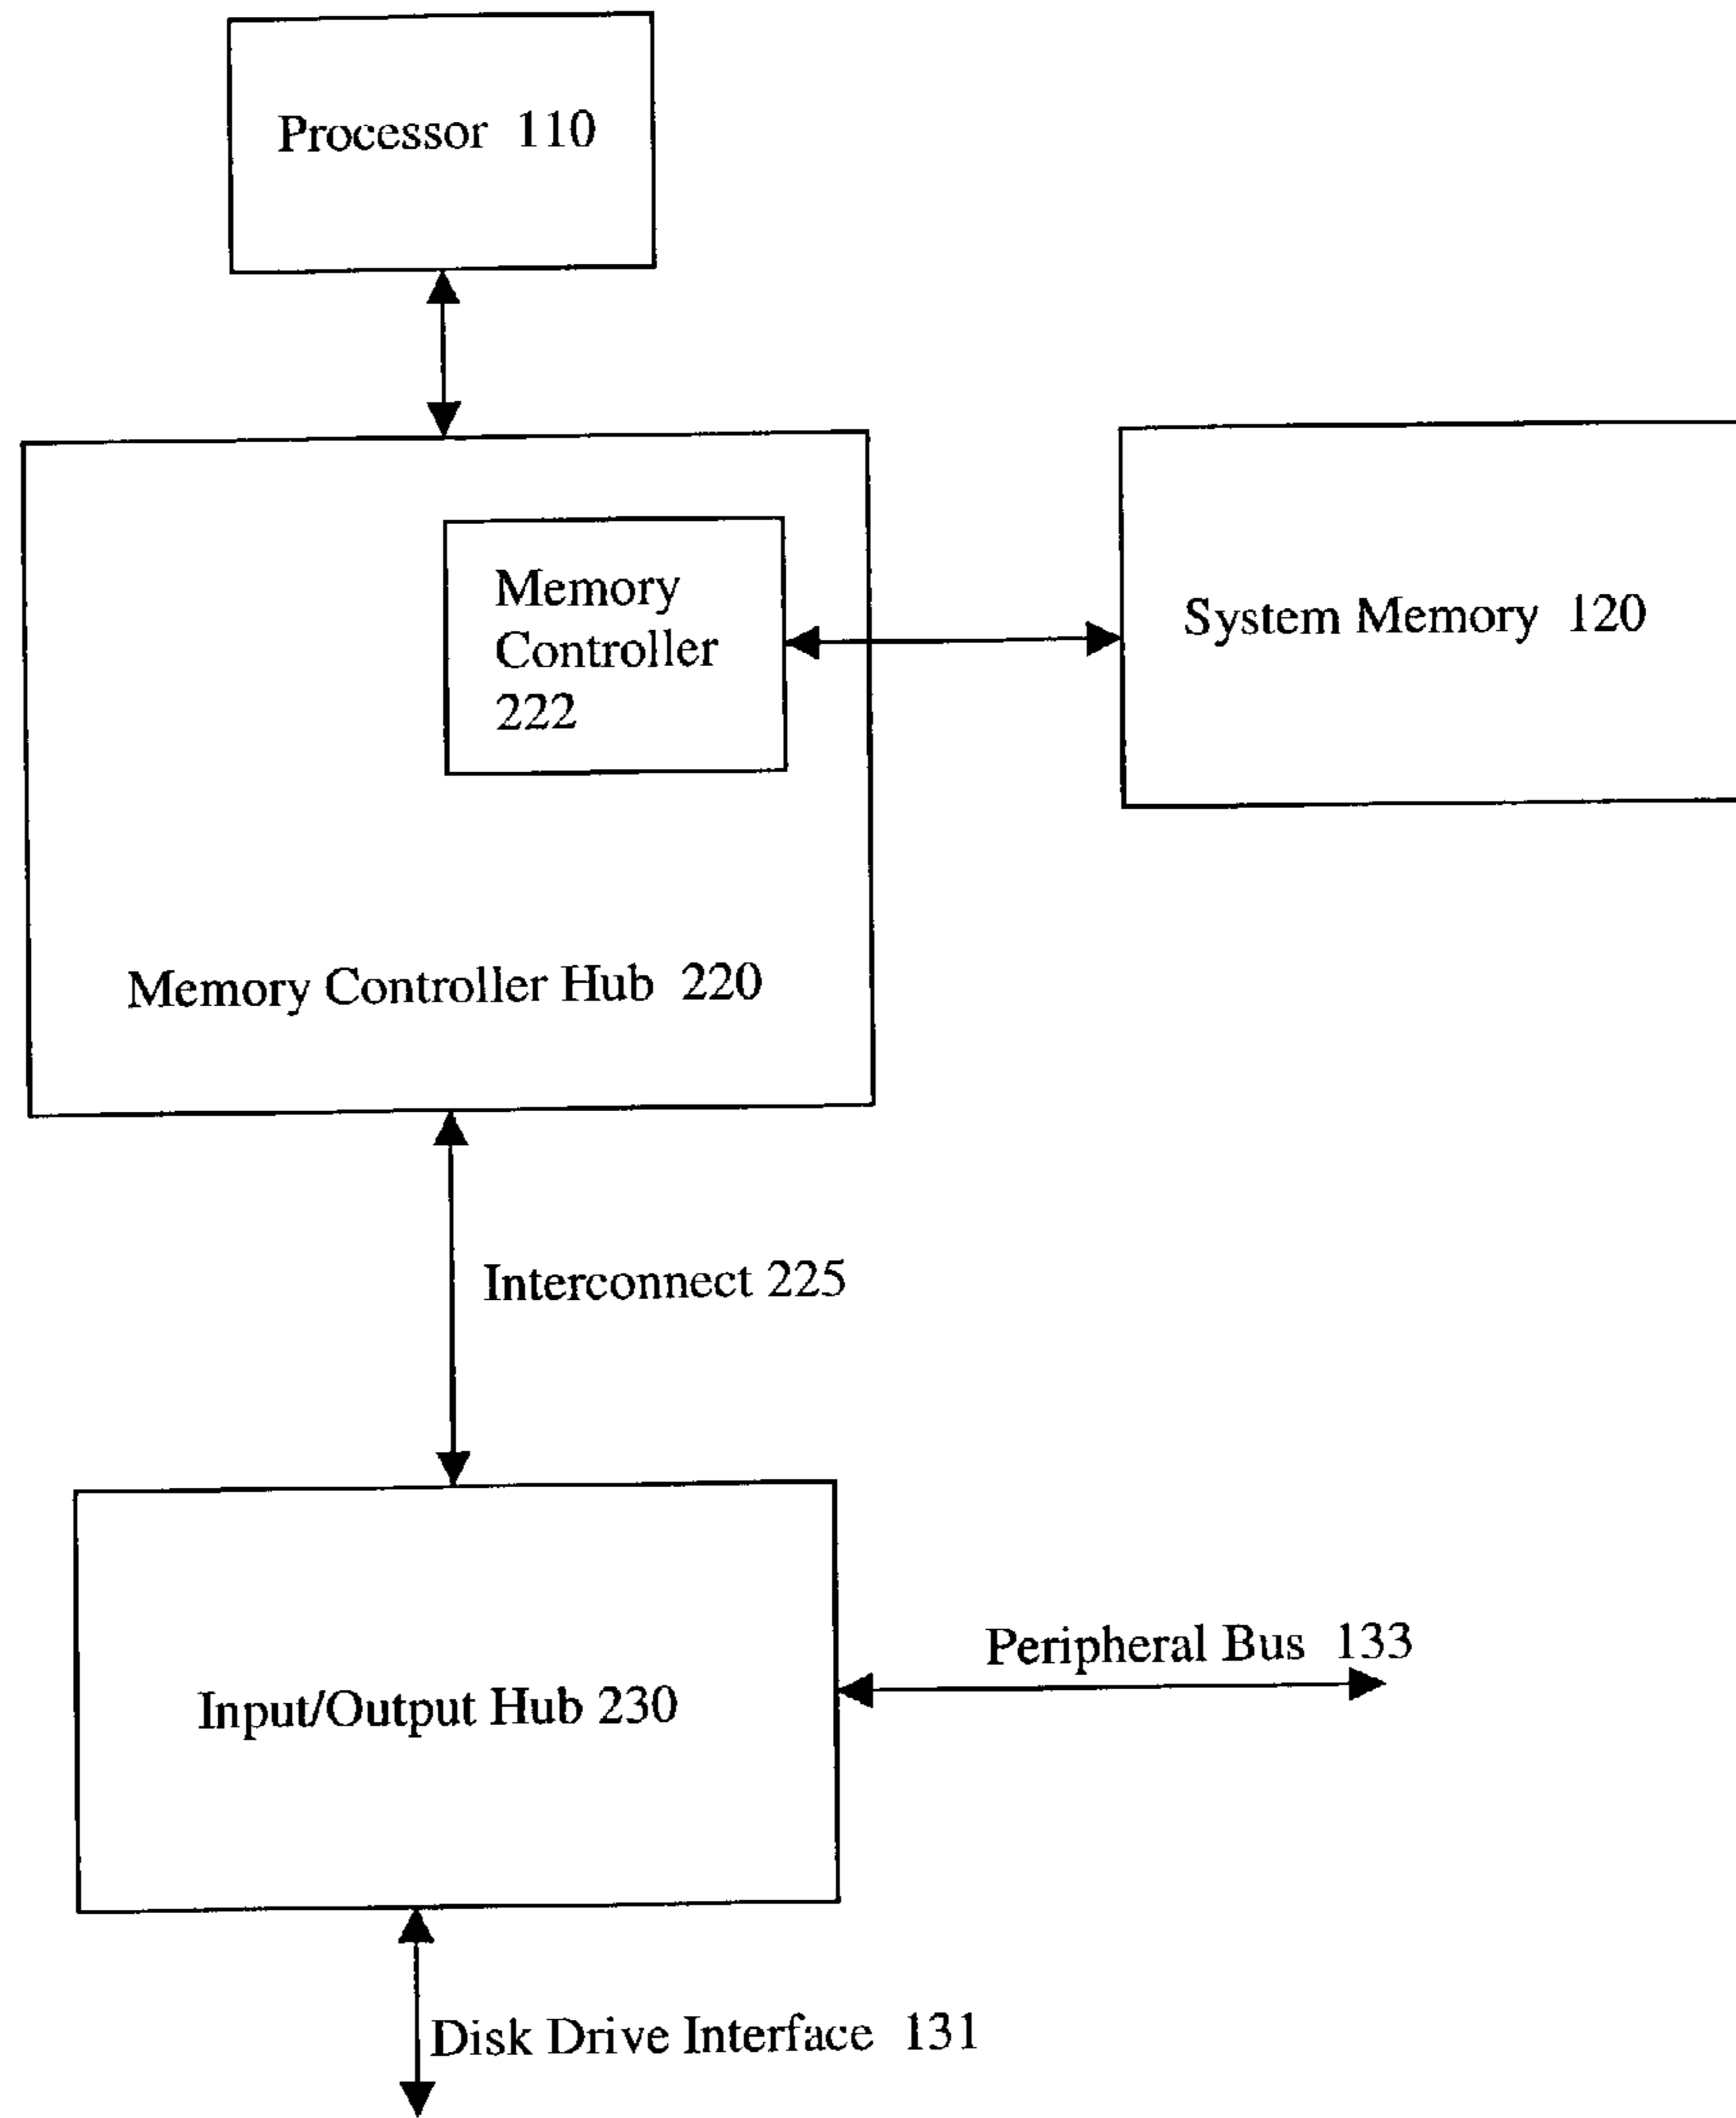 Processor 110
Memory
Controller
222
System Memory 120
Memory Controller Hub 220
Interconnect 225
Peripheral Bus 133
Input/Output Hub 230
Disk Drive Interface 131